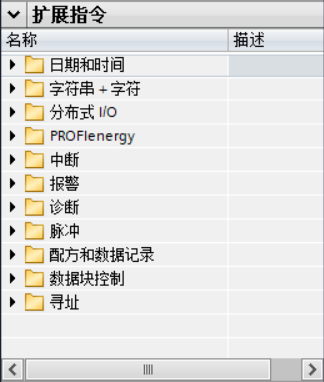 扩展指令
名称 描述
日期和时间
字符串 + 字符
分布式 I/O
PROFIenergy
中断
报警
诊断
脉冲
配方和数据记录
数据块控制
寻址